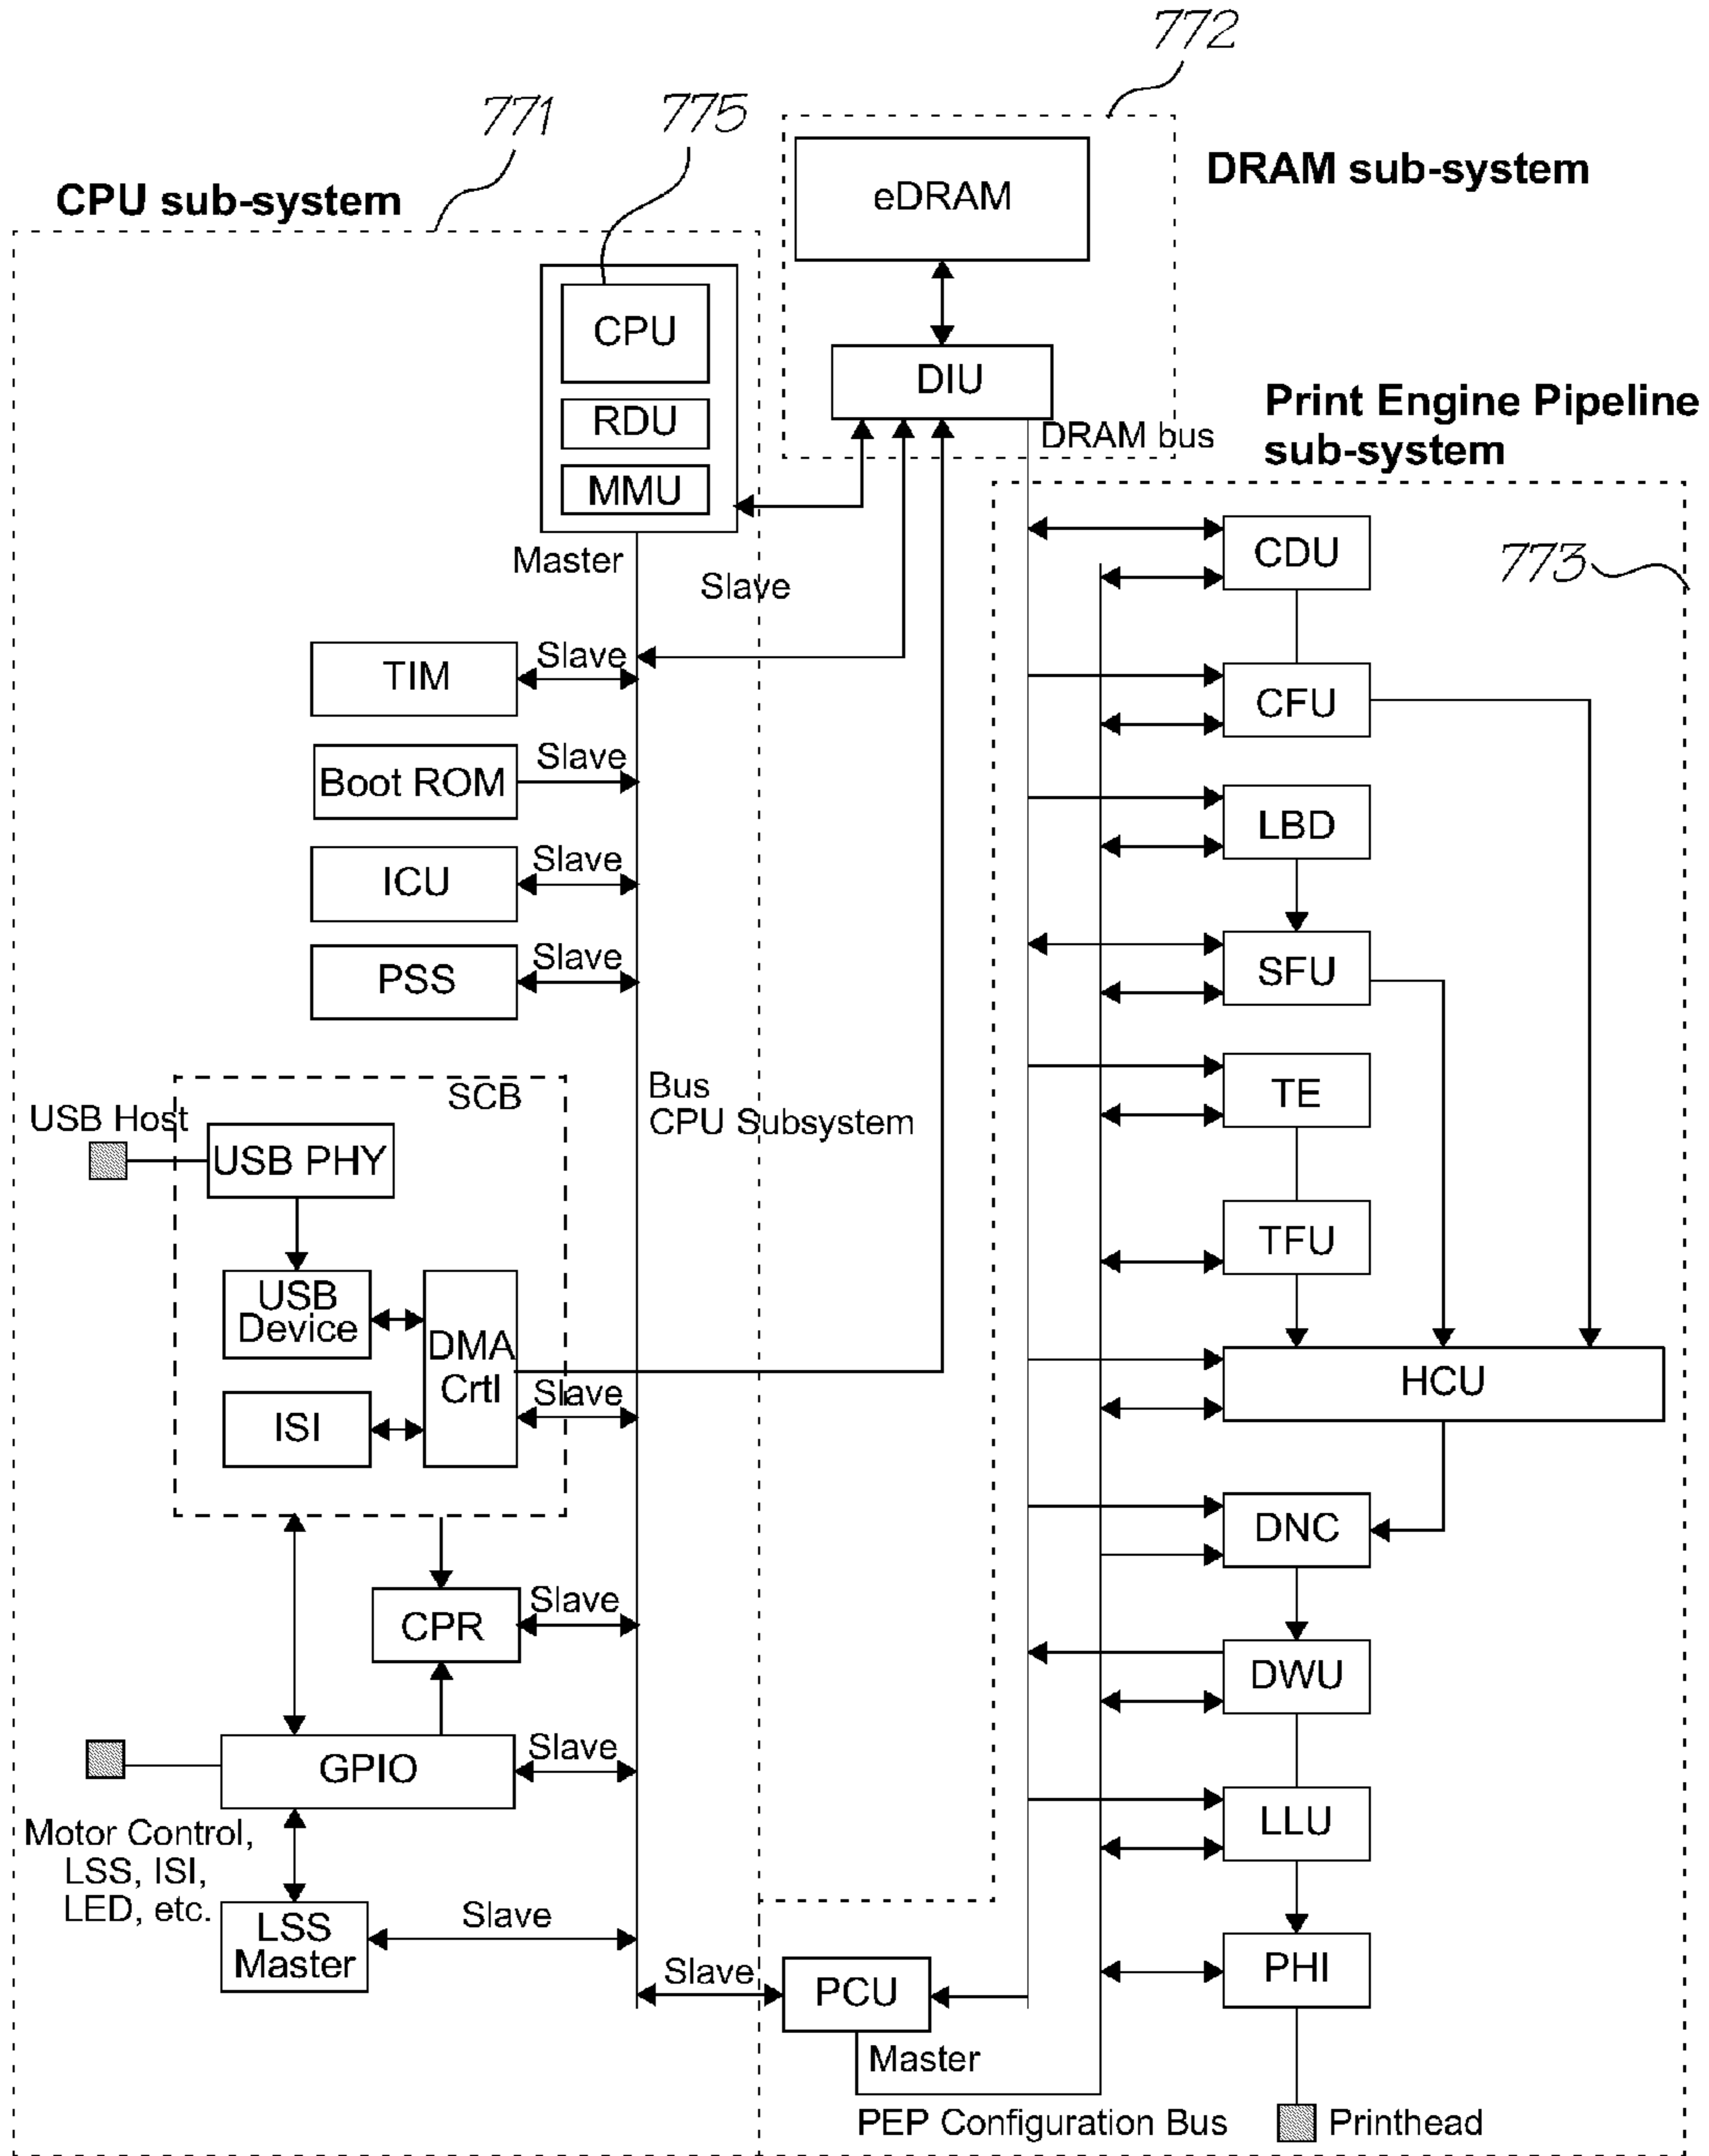 772
771
775
DRAM sub-system
CPU sub-system
eDRAM
CPU
DIU
RDU
MMU
DRAM bus
Print Engine Pipeline
sub-system
773
Master
Slave
CDU
TIM
Slave
CFU
Boot ROM
Slave
LBD
ICU
Slave
PSS
Slave
SFU
SCB
Bus
CPU Subsystem
TE
USB Host
USB PHY
TFU
USB
Device
DMA
Crtl
Slave
ISI
HCU
DNC
CPR
Slave
DWU
GPIO
Slave
Motor Control,
LSS, ISI,
LED, etc.
LLU
LSS
Master
Slave
Slave
PCU
PHI
Master
PEP Configuration Bus
Printhead